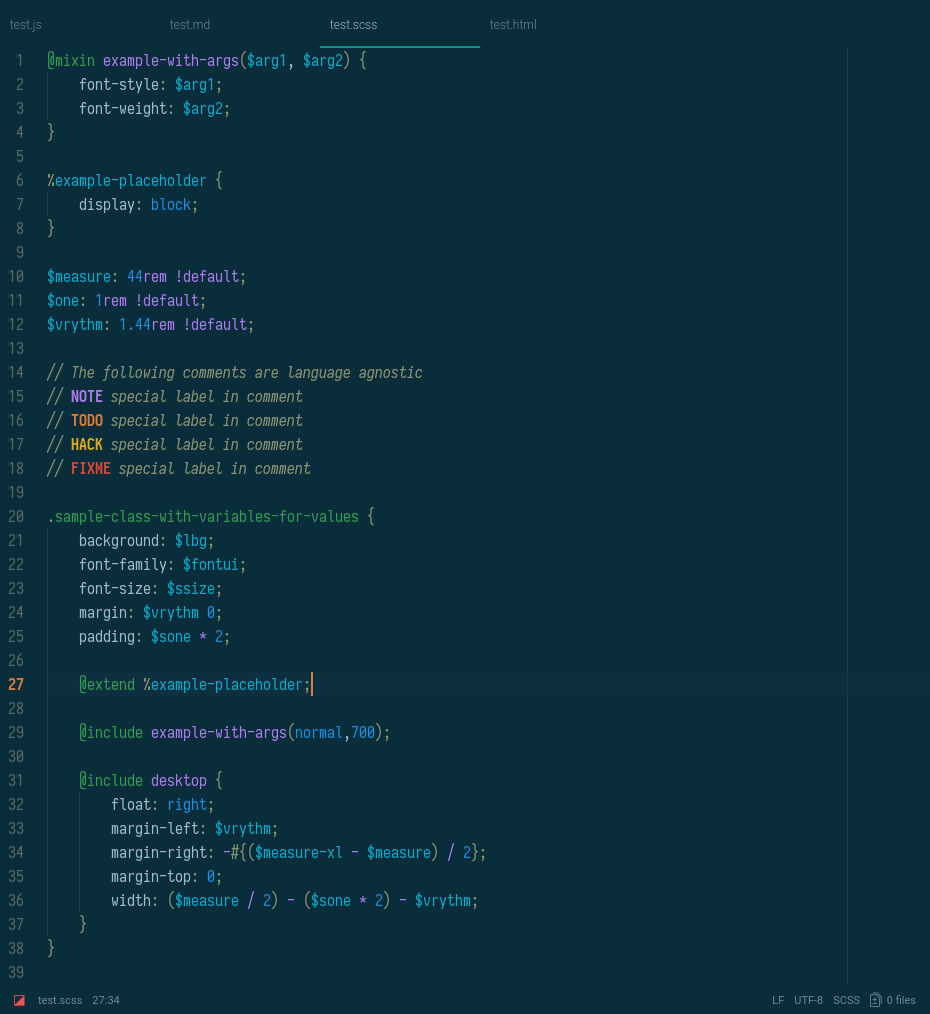 test.js test.md test.scss test.html
1 @mixin example-with-args($arg1, $arg2) {
2     font-style: $arg1;
3     font-weight: $arg2;
4 }
5
6 %example-placeholder {
7     display: block;
8 }
9
10 $measure: 44rem !default;
11 $one: 1rem !default;
12 $vrythm: 1.44rem !default;
13
14 // The following comments are language agnostic
15 // NOTE special label in comment
16 // TODO special label in comment
17 // HACK special label in comment
18 // FIXME special label in comment
19
20 .sample-class-with-variables-for-values {
21     background: $lbg;
22     font-family: $fontui;
23     font-size: $ssize;
24     margin: $vrythm 0;
25     padding: $sone * 2;
26
27     @extend %example-placeholder;
28
29     @include example-with-args(normal,700);
30
31     @include desktop {
32         float: right;
33         margin-left: $vrythm;
34         margin-right: -#{($measure-xl - $measure) / 2};
35         margin-top: 0;
36         width: ($measure / 2) - ($sone * 2) - $vrythm;
37     }
38 }
39
test.scss 27:34 LF UTF-8 SCSS 0 files